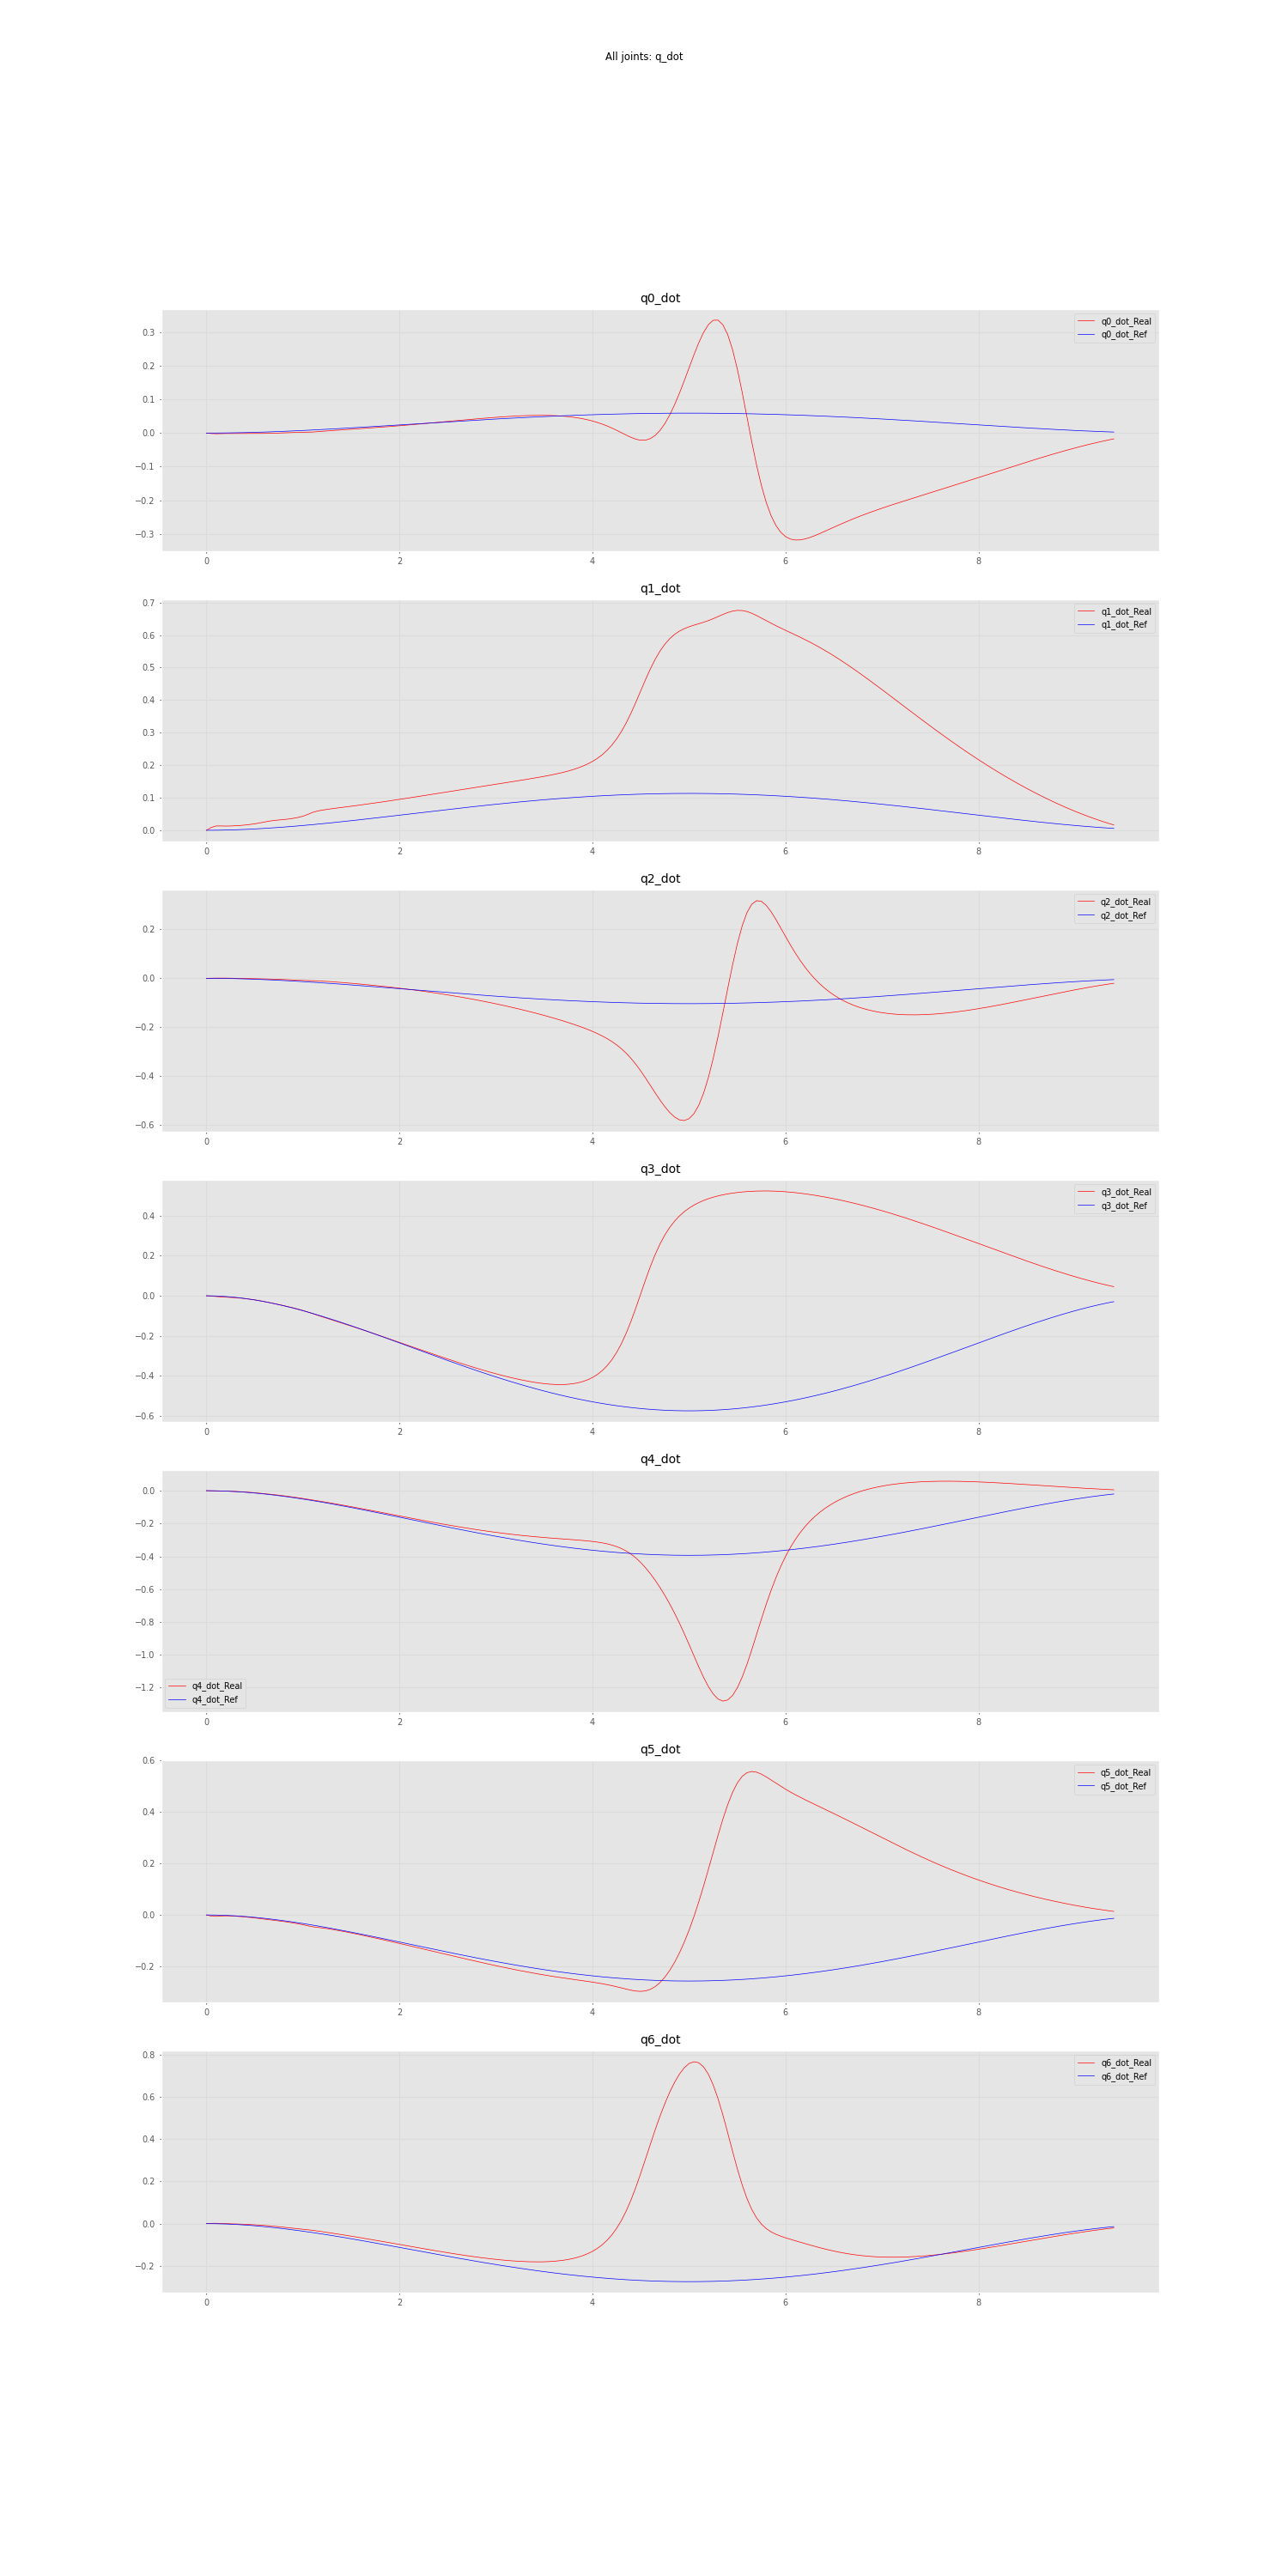 All joints: q_dot
q0_dot
q0_dot_Real
q0_dot_Ref
0.3
0.2
0.1
0.0
−0.1
−0.2
−0.3
0 2 4 6 8
q1_dot
q1_dot_Real
q1_dot_Ref
0.7
0.6
0.5
0.4
0.3
0.2
0.1
0.0
0 2 4 6 8
q2_dot
q2_dot_Real
q2_dot_Ref
0.2
0.0
−0.2
−0.4
−0.6
0 2 4 6 8
q3_dot
q3_dot_Real
q3_dot_Ref
0.4
0.2
0.0
−0.2
−0.4
−0.6
0 2 4 6 8
q4_dot
0.0
−0.2
−0.4
−0.6
−0.8
−1.0
−1.2
q4_dot_Real
q4_dot_Ref
0 2 4 6 8
q5_dot
q5_dot_Real
q5_dot_Ref
0.6
0.4
0.2
0.0
−0.2
0 2 4 6 8
q6_dot
q6_dot_Real
q6_dot_Ref
0.8
0.6
0.4
0.2
0.0
−0.2
0 2 4 6 8